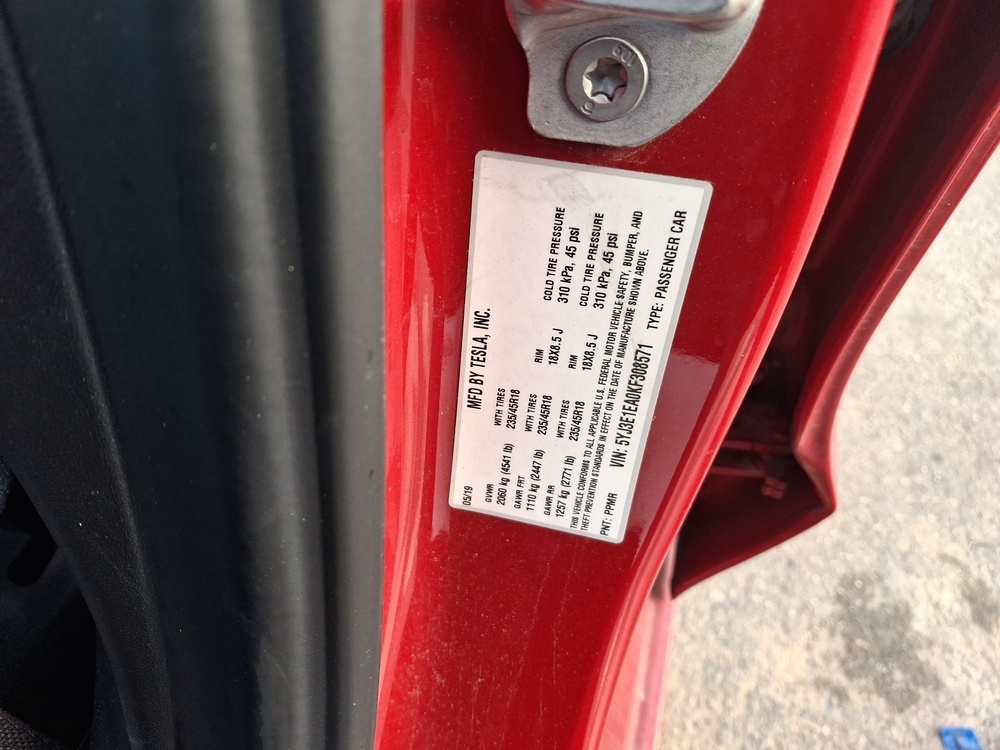 MFD BY TESLA, INC.
05/19
GVWR
2060 kg (4541 lb)
WITH TIRES
235/45R18
GAWR FRT
1110 kg (2447 lb)
WITH TIRES
235/45R18
RIM
18X8.5 J
COLD TIRE PRESSURE
310 kPa, 45 psi
GAWR RR
1257 kg (2771 lb)
WITH TIRES
235/45R18
RIM
18X8.5 J
COLD TIRE PRESSURE
310 kPa, 45 psi
THIS VEHICLE CONFORMS TO ALL APPLICABLE U.S. FEDERAL MOTOR VEHICLE SAFETY, BUMPER, AND
THEFT PREVENTION STANDARDS IN EFFECT ON THE DATE OF MANUFACTURE SHOWN ABOVE.
PNT: PPMR VIN: 5YJ3E1EA0KF308571 TYPE: PASSENGER CAR